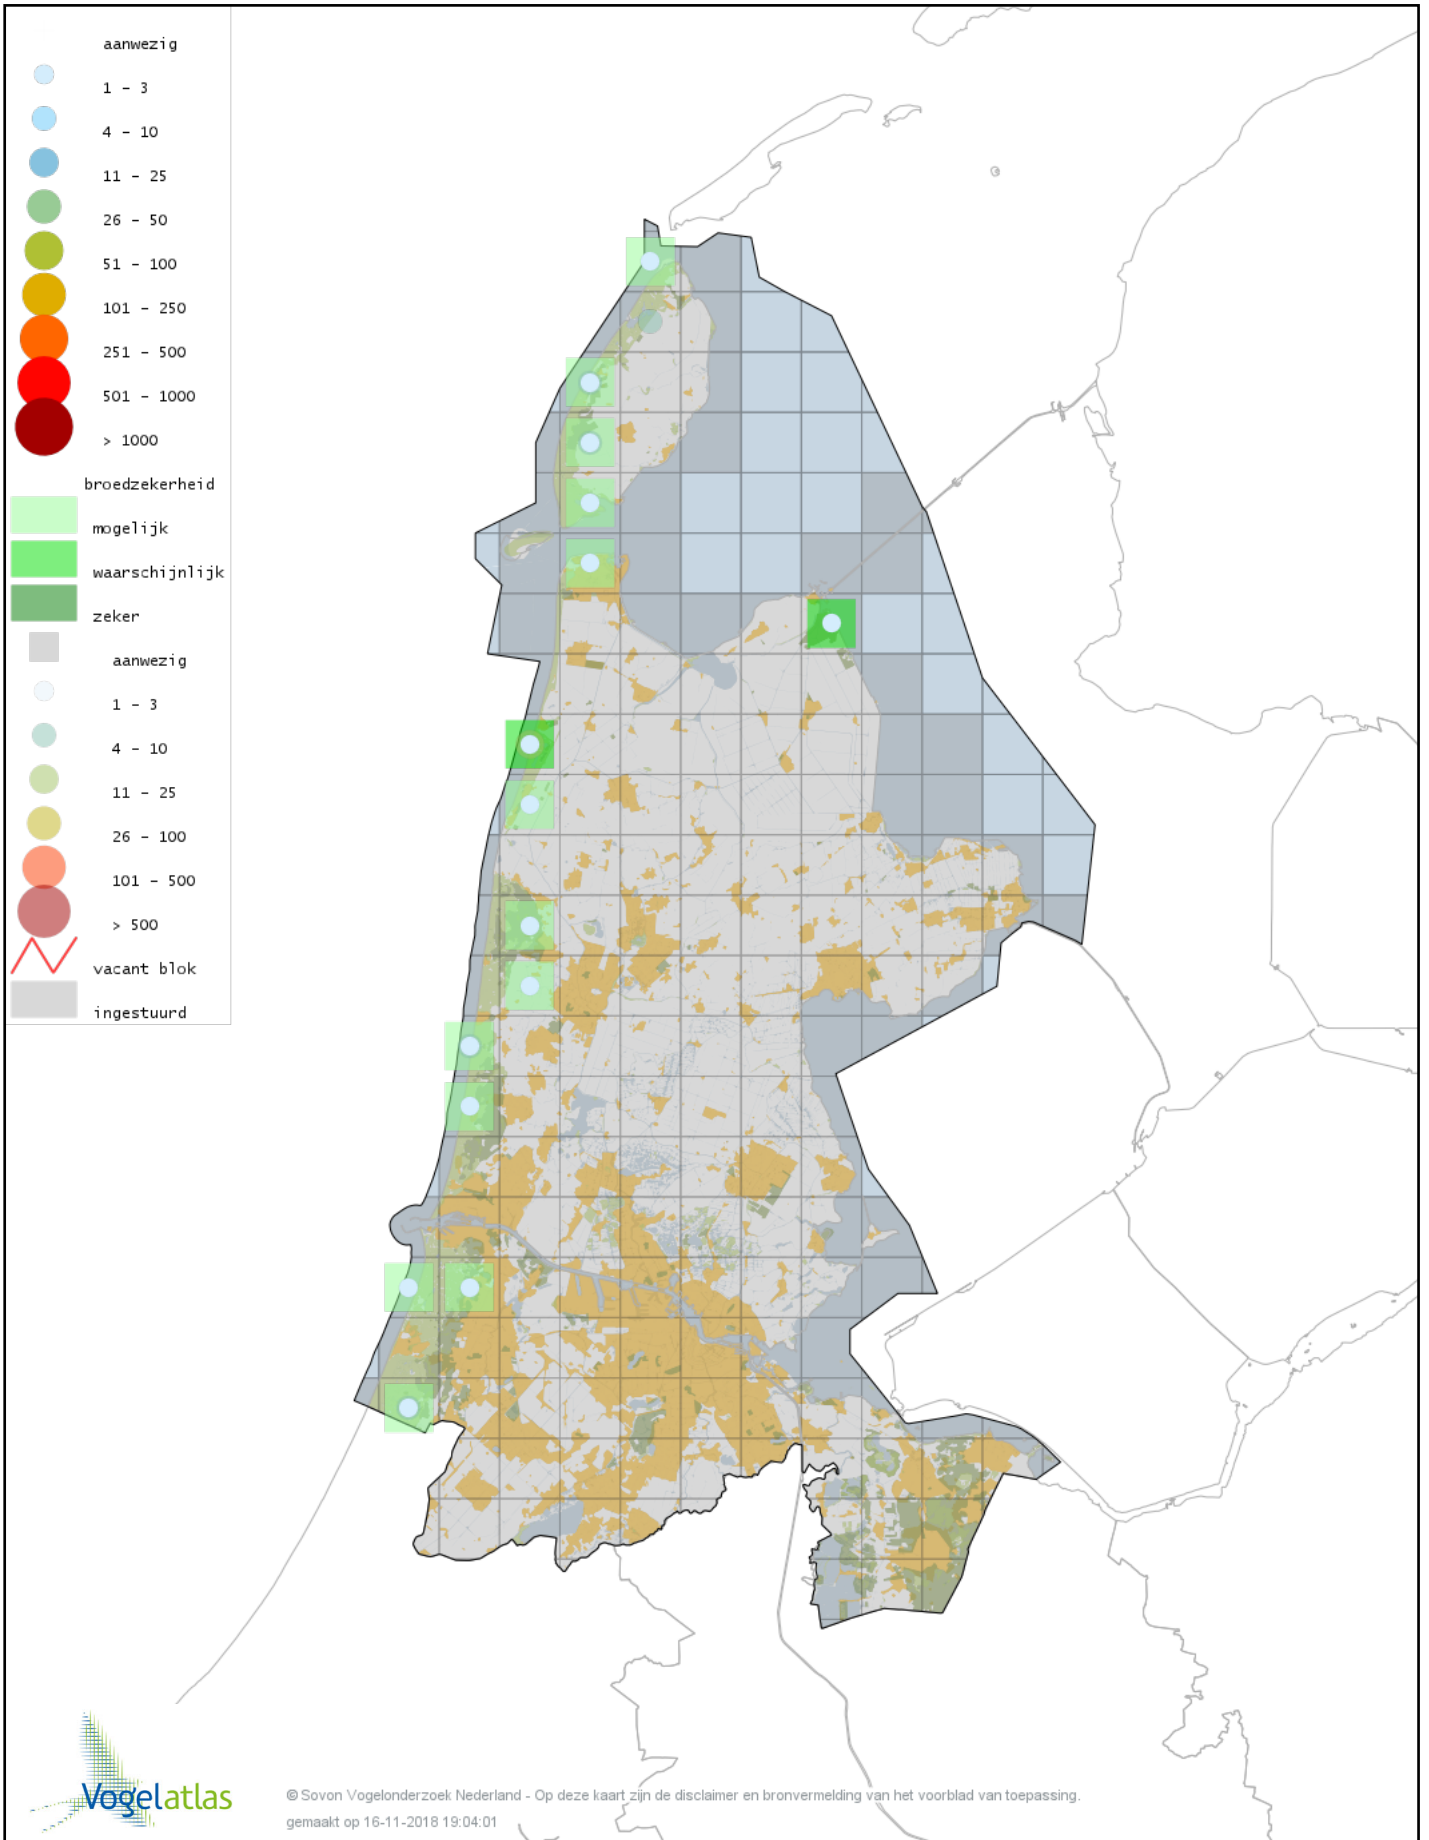 aanwezig
1 - 3
4 - 10
11 - 25
26 - 50
51 - 100
101 - 250
251 - 500
501 - 1000
> 1000
broedzekerheid
mogelijk
waarschijnlijk
zeker
aanwezig
1 - 3
4 - 10
11 - 25
26 - 100
101 - 500
> 500
vacant blok
ingestuurd
Vogelatlas
© Sovon Vogelonderzoek Nederland - Op deze kaart zijn de disclaimer en bronvermelding van het voorblad van toepassing.
gemaakt op 16-11-2018 19:04:01